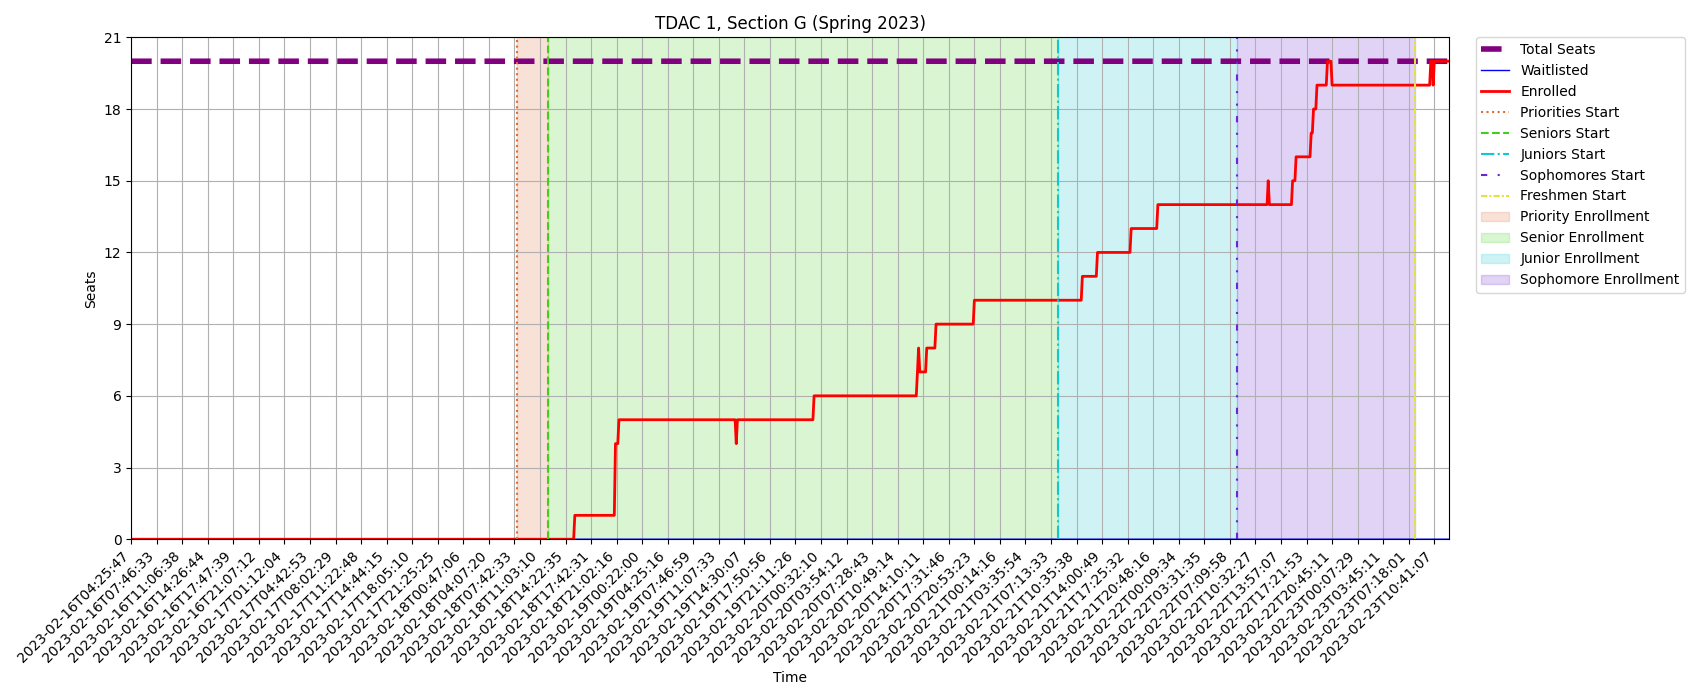 TDAC 1, Section G (Spring 2023)
Seats
21
18
15
12
9
6
3
0
2023-02-16T04:25:47
2023-02-16T07:46:33
2023-02-16T11:06:38
2023-02-16T14:26:44
2023-02-16T17:47:39
2023-02-16T21:07:12
2023-02-17T01:12:04
2023-02-17T04:42:53
2023-02-17T08:02:29
2023-02-17T11:22:48
2023-02-17T14:44:15
2023-02-17T18:05:10
2023-02-17T21:25:25
2023-02-18T00:47:06
2023-02-18T04:07:20
2023-02-18T07:42:33
2023-02-18T11:03:10
2023-02-18T14:22:35
2023-02-18T17:42:31
2023-02-18T21:02:16
2023-02-19T00:22:00
2023-02-19T04:25:16
2023-02-19T07:46:59
2023-02-19T11:07:33
2023-02-19T14:30:07
2023-02-19T17:50:56
2023-02-19T21:11:26
2023-02-20T00:32:10
2023-02-20T03:54:12
2023-02-20T07:28:43
2023-02-20T10:49:14
2023-02-20T14:10:11
2023-02-20T17:31:46
2023-02-20T20:53:23
2023-02-21T00:14:16
2023-02-21T03:35:54
2023-02-21T07:13:33
2023-02-21T10:35:38
2023-02-21T14:00:49
2023-02-21T17:25:32
2023-02-21T20:48:16
2023-02-22T00:09:34
2023-02-22T03:31:35
2023-02-22T07:09:58
2023-02-22T10:32:27
2023-02-22T13:57:07
2023-02-22T17:21:53
2023-02-22T20:45:11
2023-02-23T00:07:29
2023-02-23T03:45:11
2023-02-23T07:18:01
2023-02-23T10:41:07
Time
Total Seats
Waitlisted
Enrolled
Priorities Start
Seniors Start
Juniors Start
Sophomores Start
Freshmen Start
Priority Enrollment
Senior Enrollment
Junior Enrollment
Sophomore Enrollment